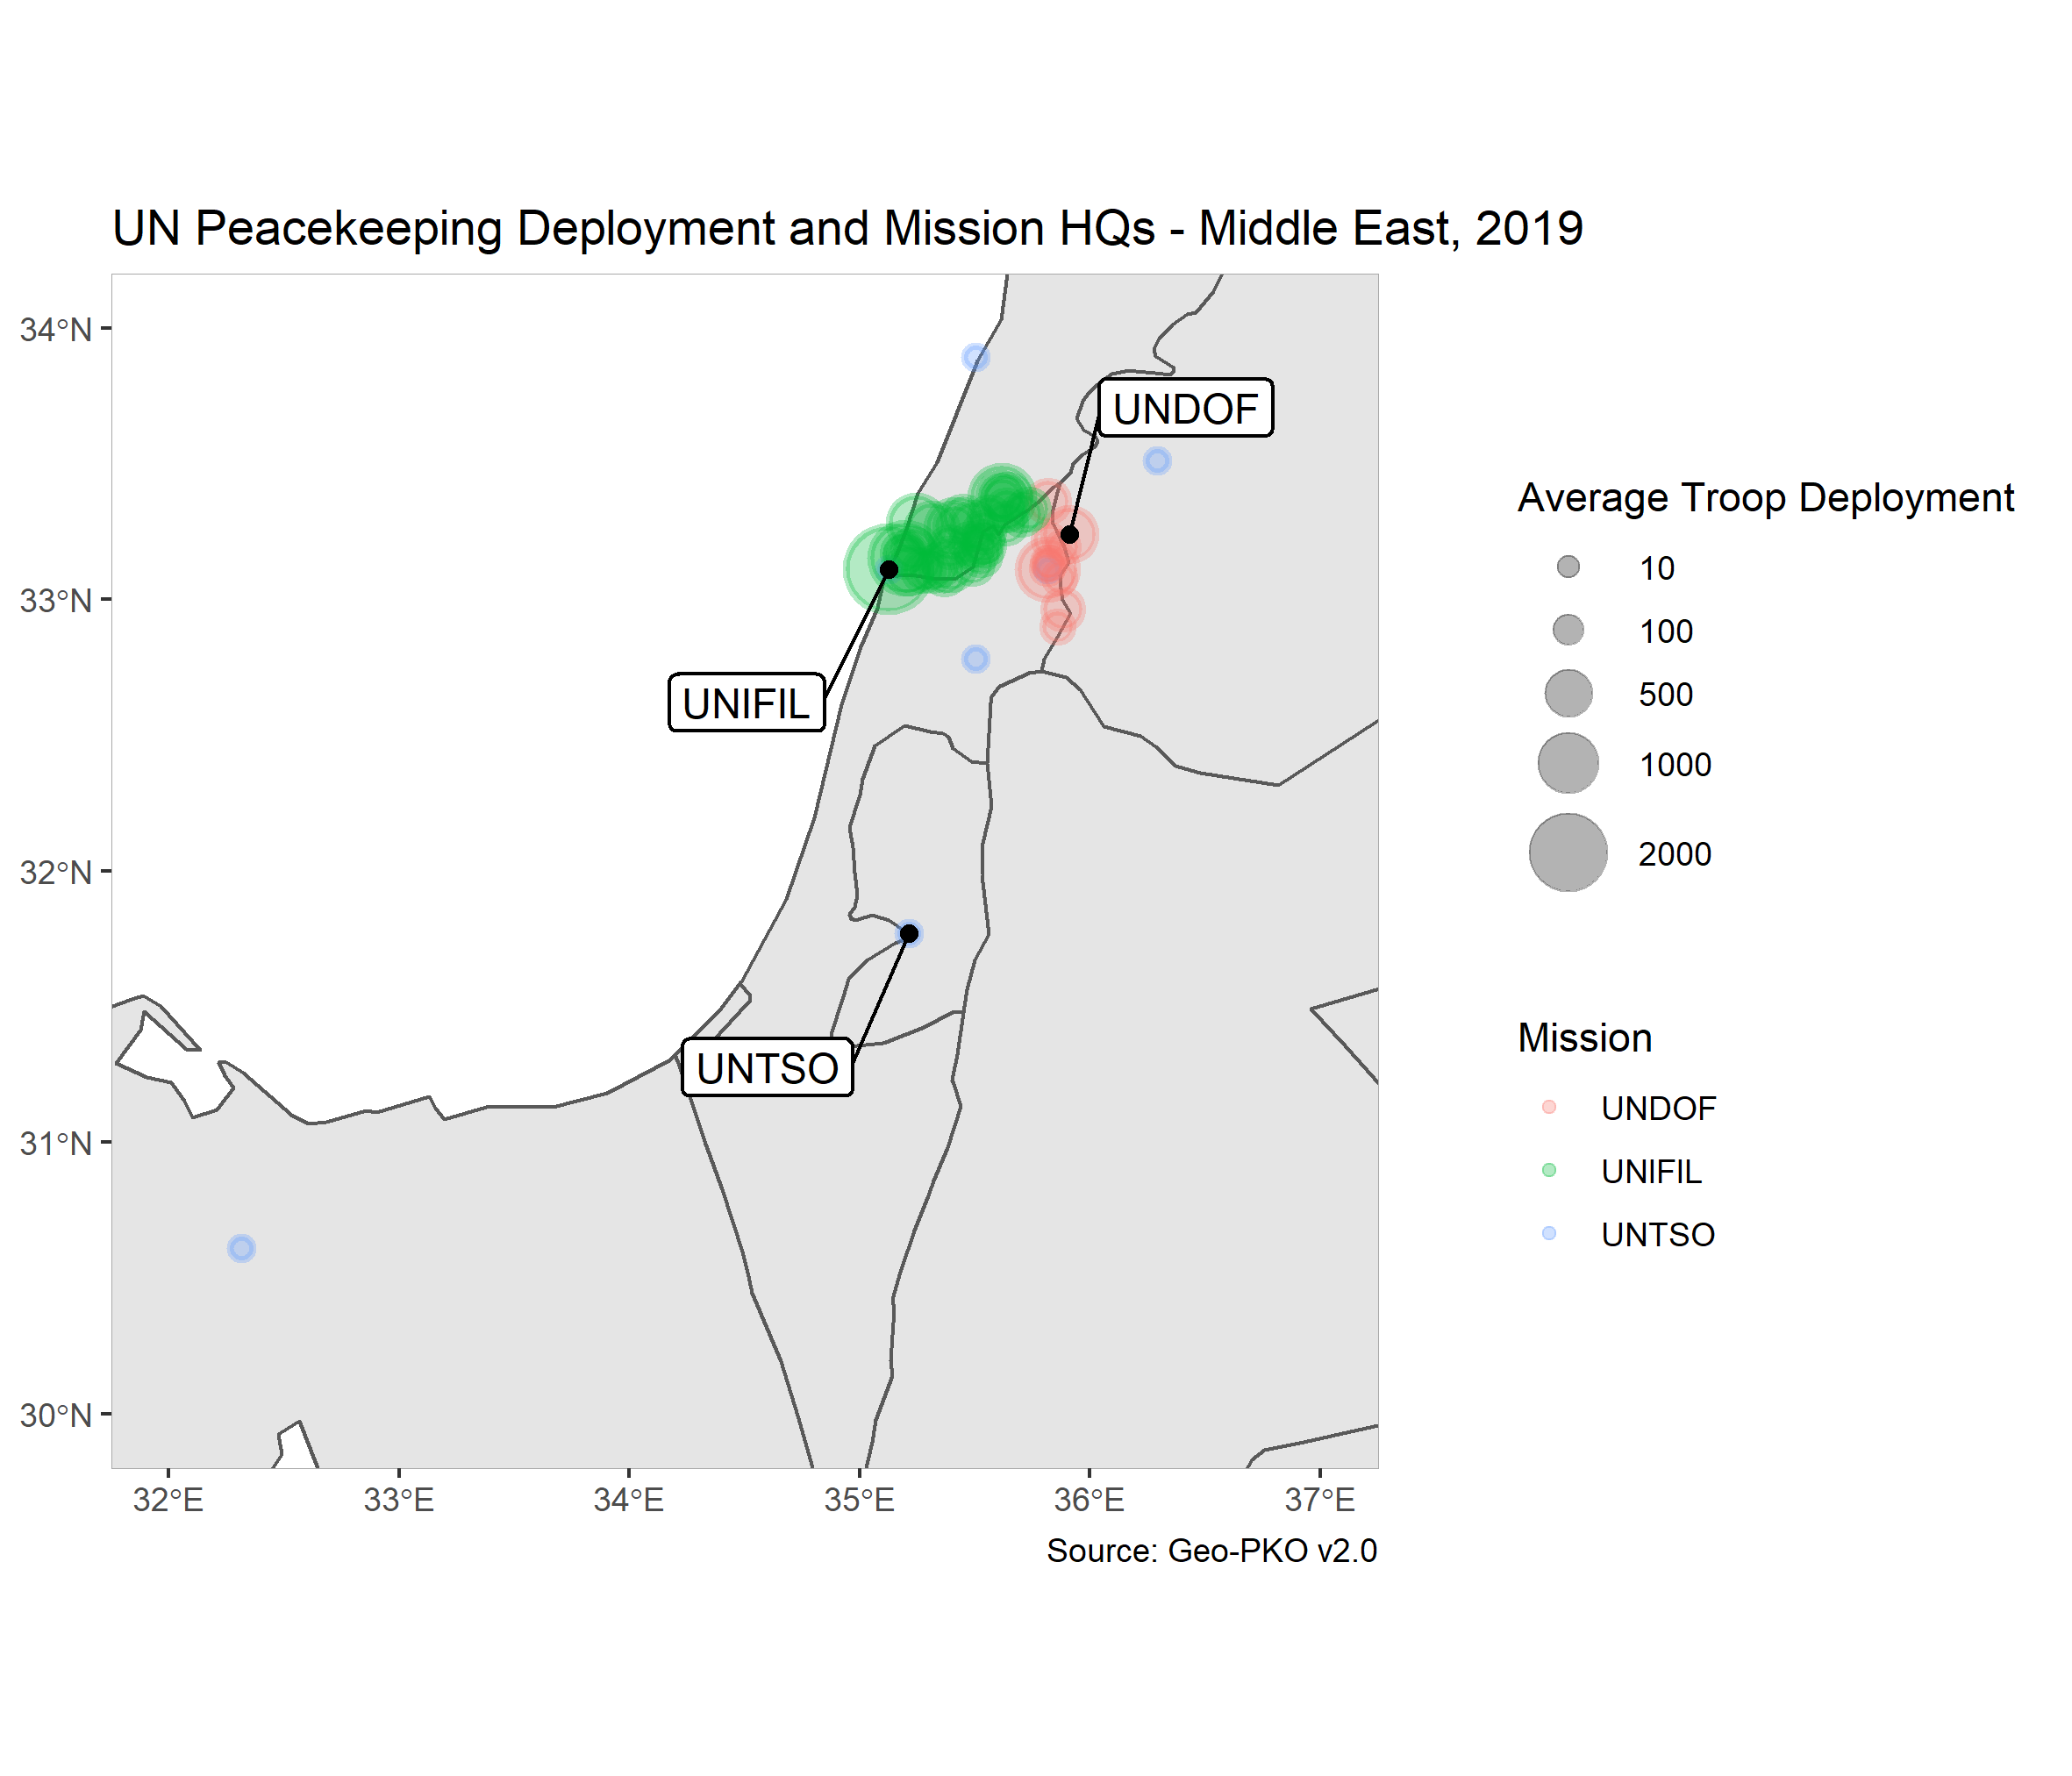 UN Peacekeeping Deployment and Mission HQs - Middle East, 2019
34°N
33°N
32°N
31°N
30°N
32°E
33°E
34°E
35°E
36°E
37°E
UNDOF
UNIFIL
UNTSO
Average Troop Deployment
10
100
500
1000
2000
Mission
UNDOF
UNIFIL
UNTSO
Source: Geo-PKO v2.0